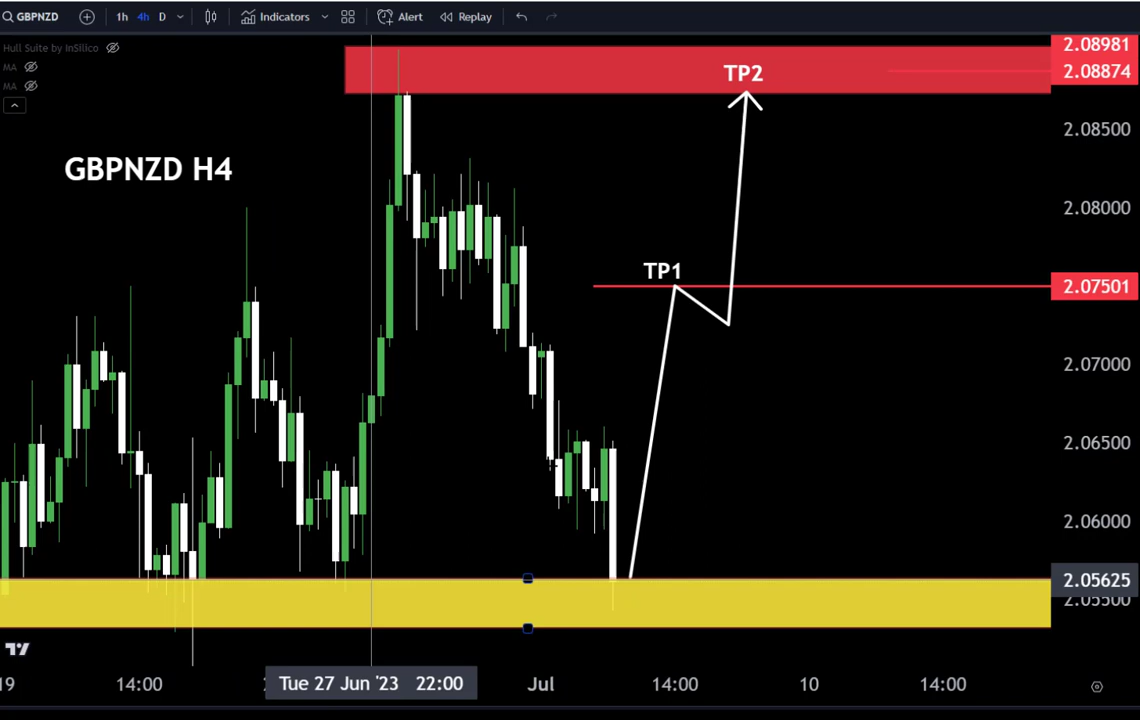 GBPNZD 1h 4h D Indicators Alert Replay
Hull Suite by InSilico
MA
MA
2.08981
TP2
2.08874
2.08500
GBPNZD H4
2.08000
TP1
2.07501
2.07000
2.06500
2.06000
2.05625
2.05500
19 14:00 Tue 27 Jun '23 22:00 Jul 14:00 10 14:00